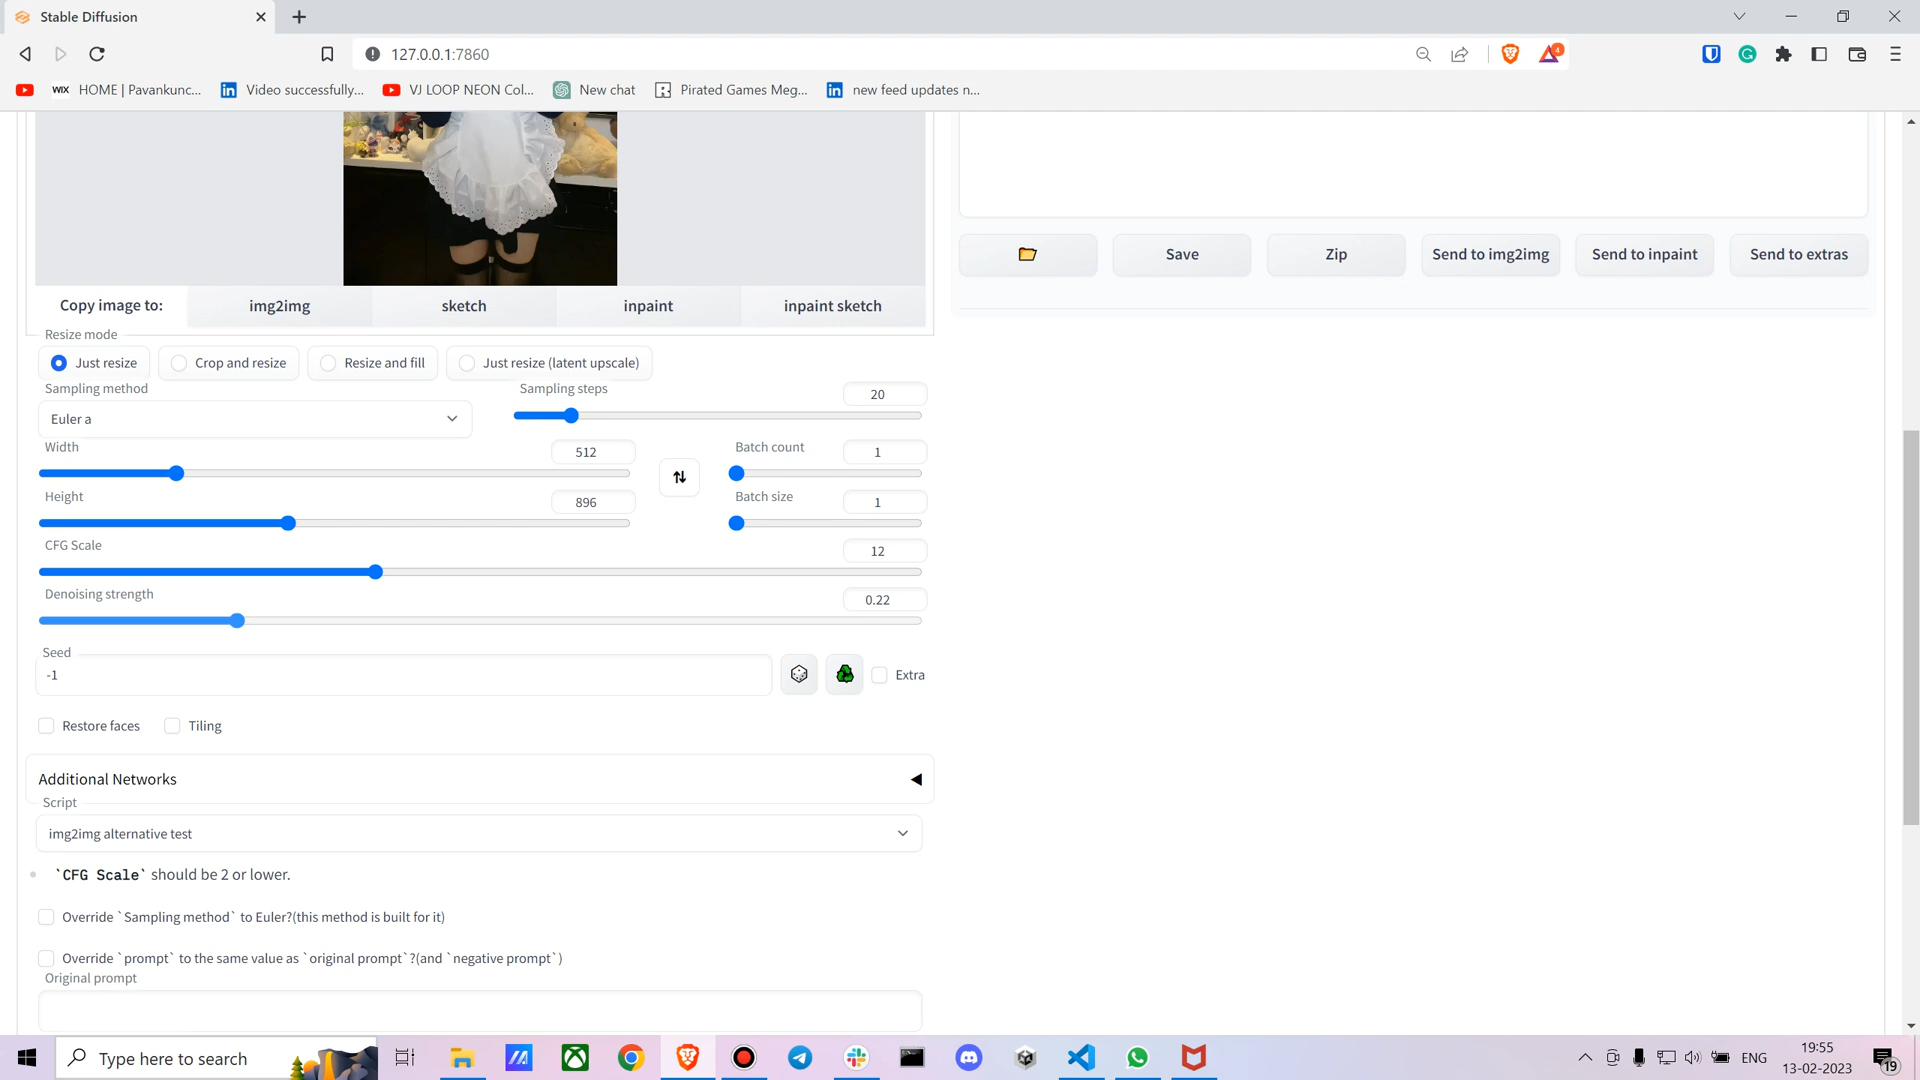 Stable Diffusion
127.0.0.1:7860
4
WIX HOME | Pavankunc...
in Video successfully...
VJ LOOP NEON Col...
New chat
Pirated Games Meg...
in new feed updates n...
Save
Zip
Send to img2img
Send to inpaint
Send to extras
Copy image to:
img2img
sketch
inpaint
inpaint sketch
Resize mode
Just resize
Crop and resize
Resize and fill
Just resize (latent upscale)
Sampling method
Sampling steps
20
Euler a
Width
512
Batch count
1
Height
896
Batch size
1
CFG Scale
12
Denoising strength
0.22
Seed
-1
Extra
Restore faces
Tiling
Additional Networks
Script
img2img alternative test
`CFG Scale` should be 2 or lower.
Override `Sampling method` to Euler?(this method is built for it)
Override `prompt` to the same value as `original prompt`?(and `negative prompt`)
Original prompt
Type here to search
ENG
19:55
13-02-2023
19